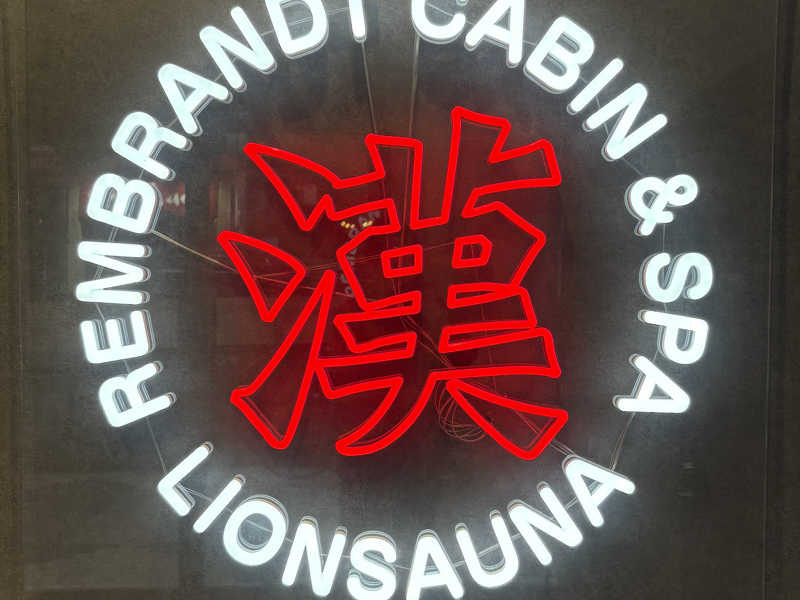 REMBRANDT CABIN & SPA
漢
LIONSAUNA